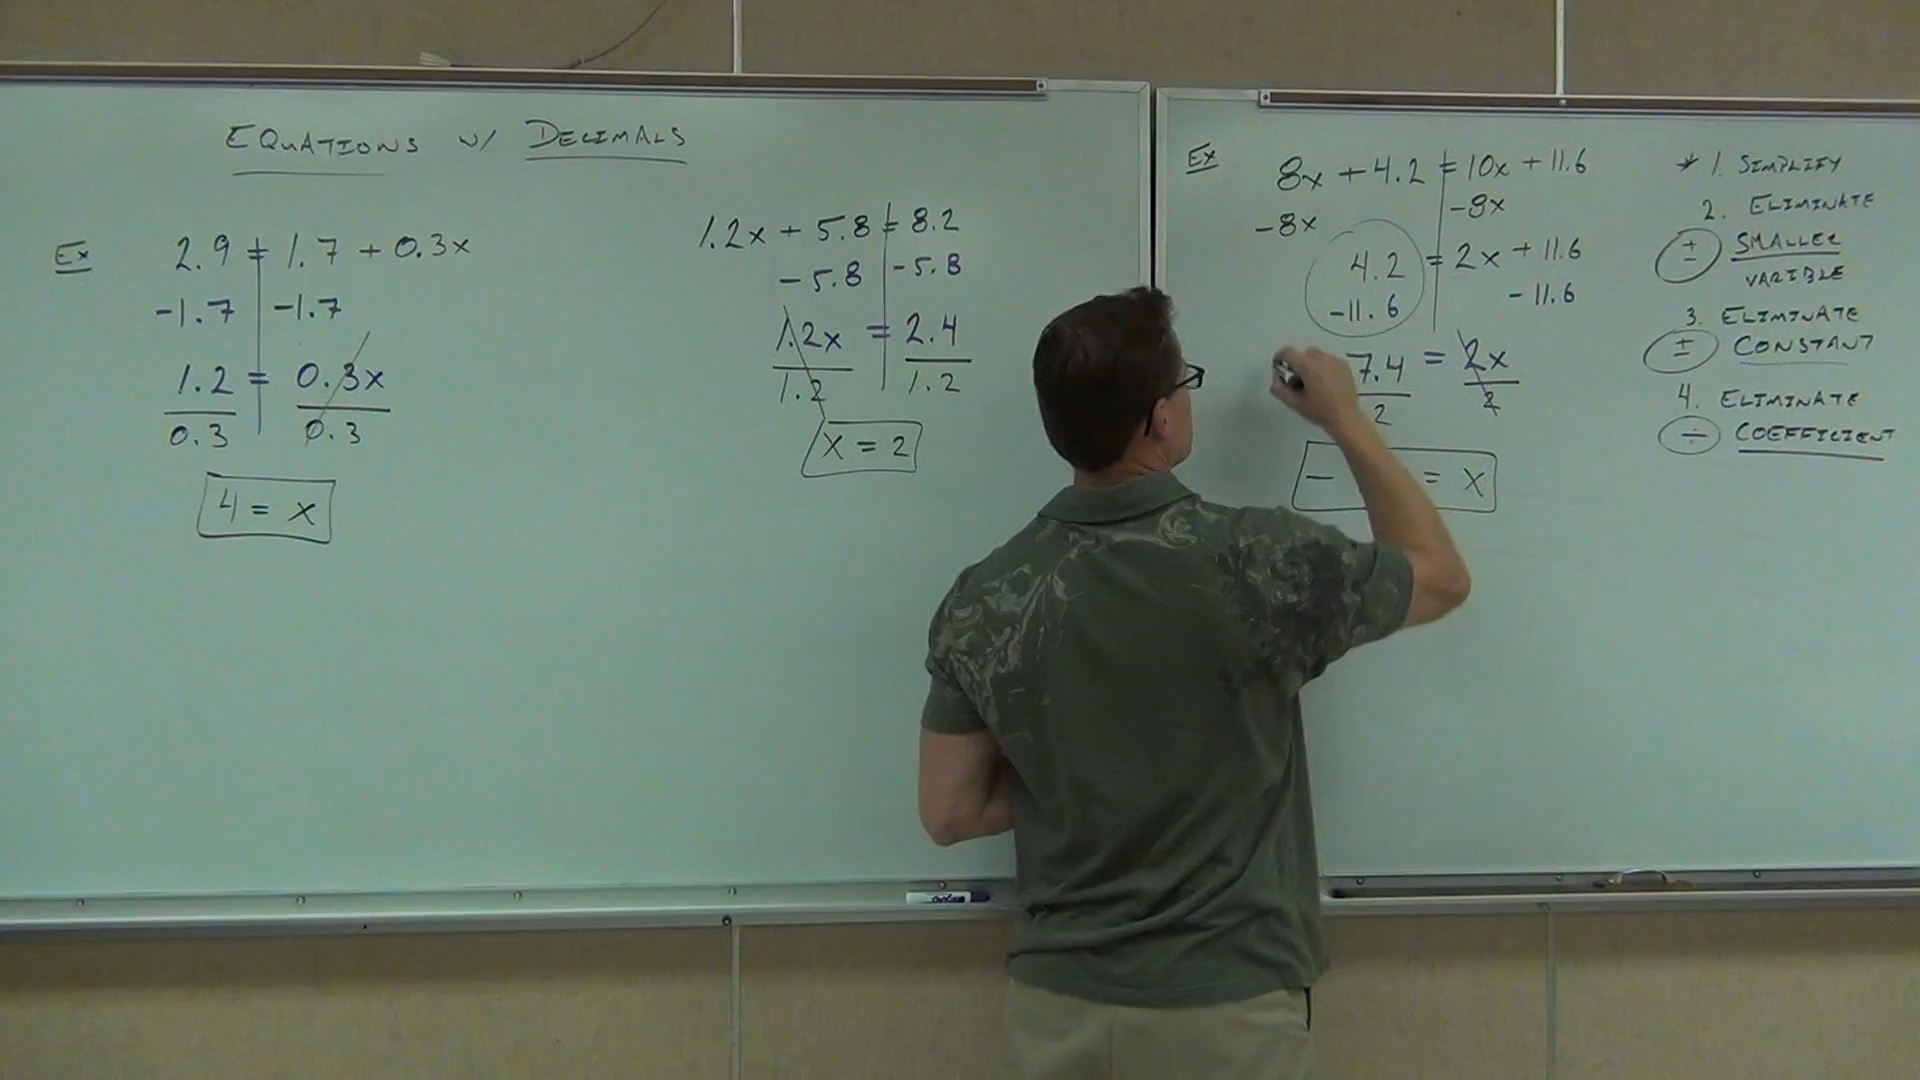 EQUATIONS W/ DECIMALS
Ex 2.9 = 1.7 + 0.3x
-1.7 -1.7
1.2 = 0.3x
0.3 0.3
4 = x
1.2x + 5.8 = 8.2
-5.8 -5.8
1.2x = 2.4
1.2 1.2
x = 2
Ex 8x + 4.2 = 10x + 11.6
-8x -8x
4.2 = 2x + 11.6
-11.6 -11.6
7.4 = 2x
2 2
- = x
* 1. SIMPLIFY
2. ELIMINATE
± SMALLER
VARIBLE
3. ELIMINATE
± CONSTANT
4. ELIMINATE
÷ COEFFICIENT